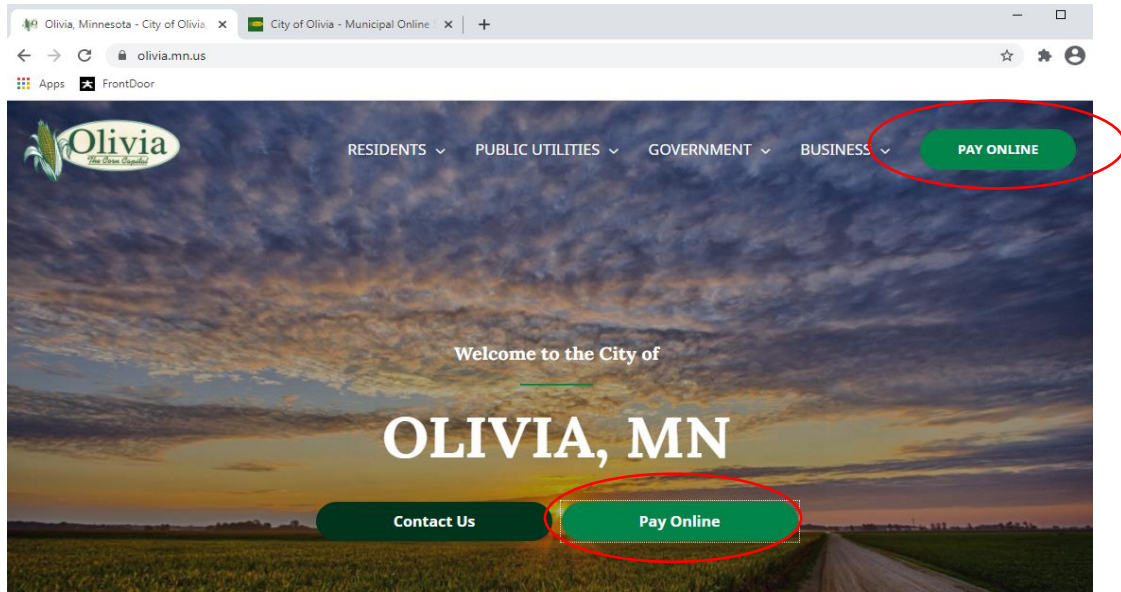 Olivia, Minnesota - City of Olivia
City of Olivia - Municipal Online
olivia.mn.us
Apps FrontDoor
Olivia
The Corn Capital
RESIDENTS PUBLIC UTILITIES GOVERNMENT BUSINESS PAY ONLINE
Welcome to the City of
OLIVIA, MN
Contact Us Pay Online